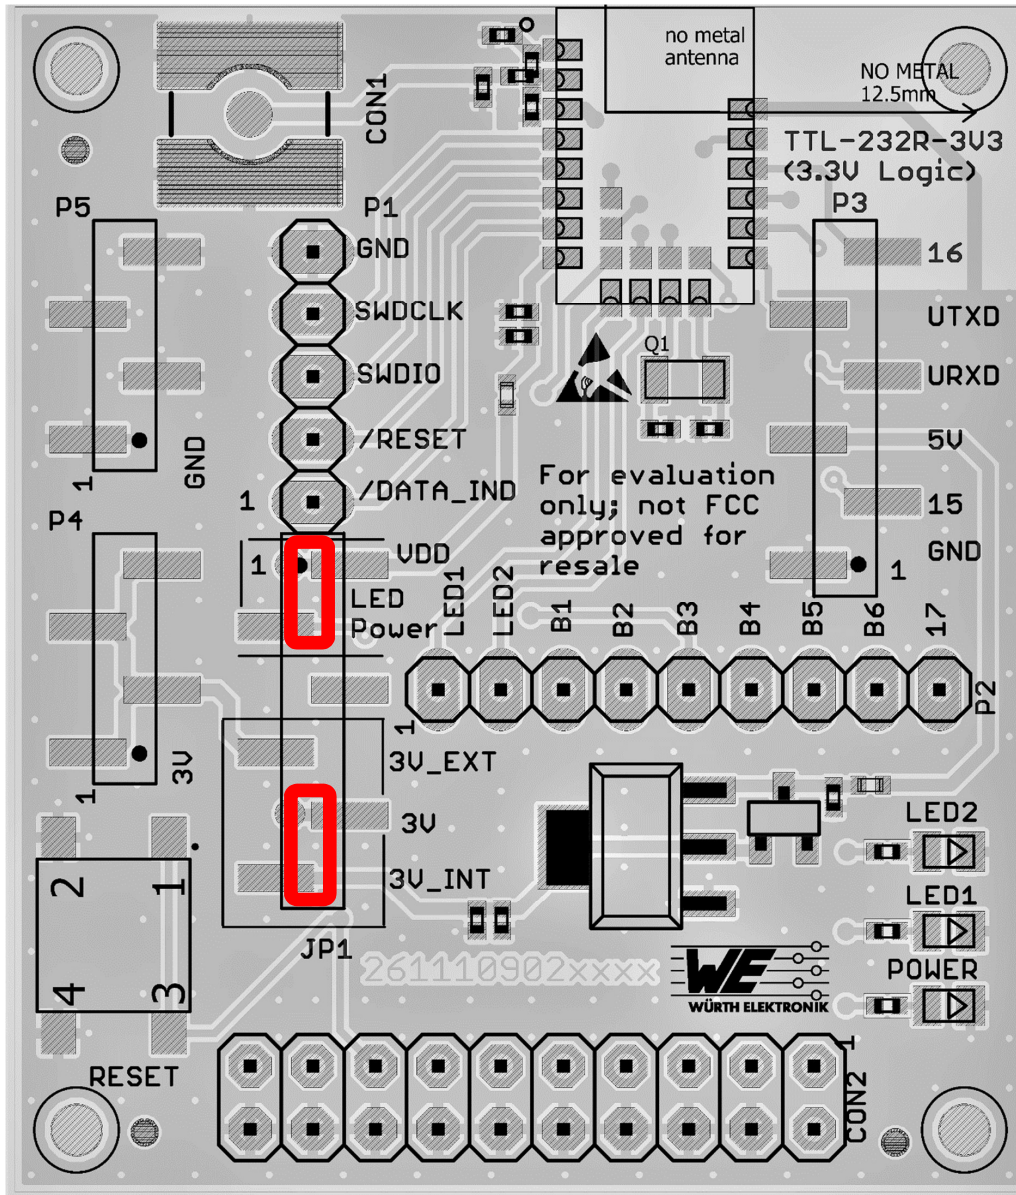 no metal
antenna
NO METAL
12.5mm
CON1
TTL-232R-3V3
(3.3V Logic)
P5
P1
P3
GND
16
SWDCLK
UTXD
Q1
SWDIO
URXD
/RESET
5V
GND
1
1
/DATA_IND
For evaluation
only; not FCC
approved for
resale
15
P4
VDD
GND
1
1
LED
Power
LED1
LED2
B1
B2
B3
B4
B5
B6
17
P2
1
3V
1
3V_EXT
3V
LED2
2
1
3V_INT
LED1
JP1
261110902xxxx
WE
WÜRTH ELEKTRONIK
POWER
4
3
RESET
1
CON2